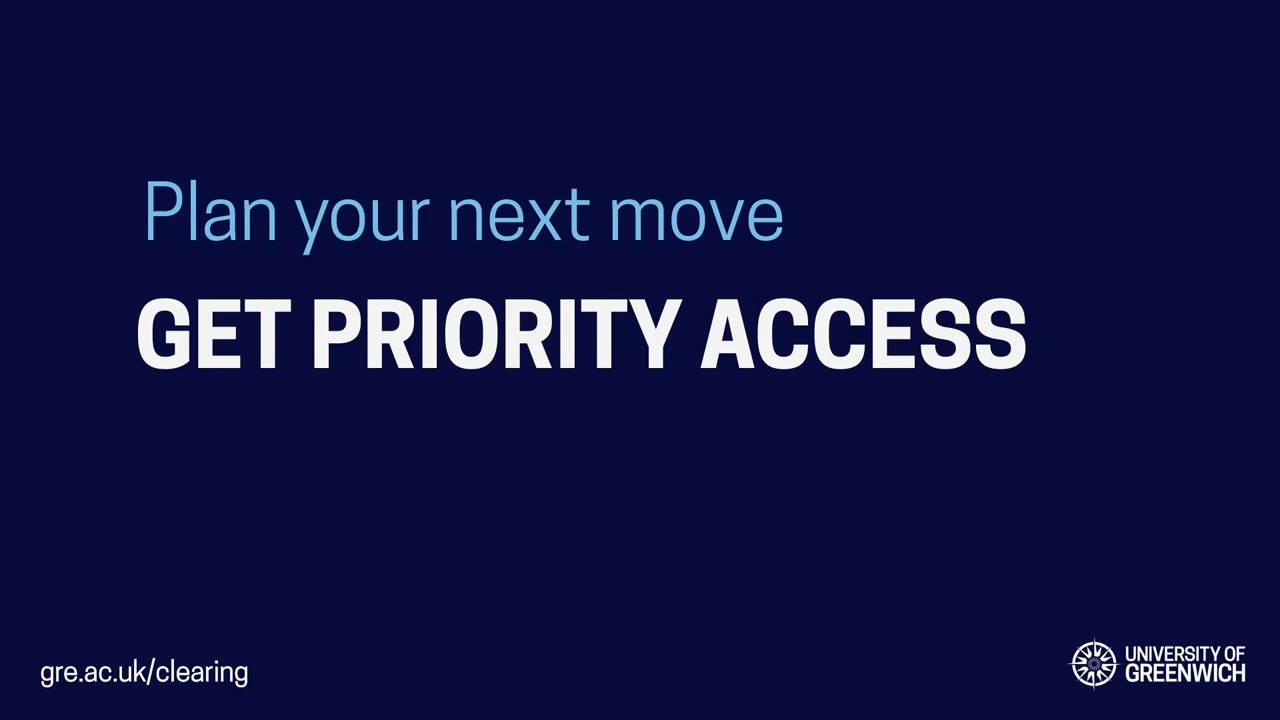 Plan your next move
GET PRIORITY ACCESS
gre.ac.uk/clearing
UNIVERSITY OF
GREENWICH